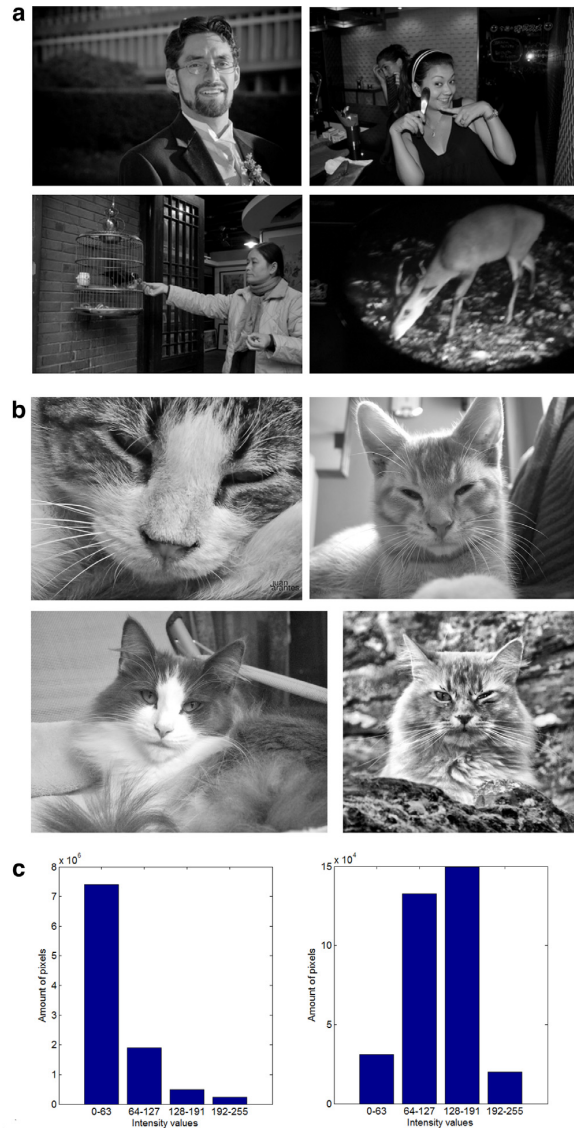 a
b
juan
arantos
c
x 10^6
8
7
6
5
4
3
2
1
0
Amount of pixels
0-63 64-127 128-191 192-255
Intensity values
x 10^4
15
10
5
0
Amount of pixels
0-63 64-127 128-191 192-255
Intensity values